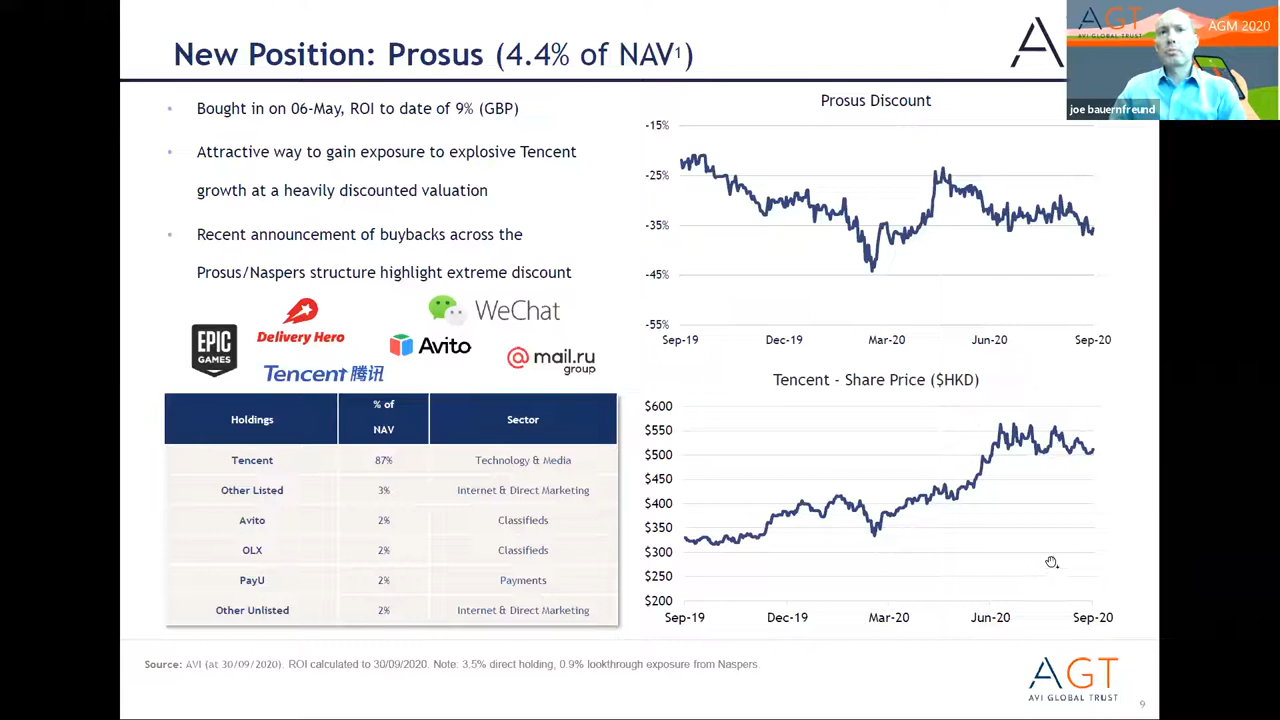 New Position: Prosus (4.4% of NAV¹)
AGT
AVI GLOBAL TRUST
AGM 2020
joe bauernfreund
• Bought in on 06-May, ROI to date of 9% (GBP)
• Attractive way to gain exposure to explosive Tencent
growth at a heavily discounted valuation
• Recent announcement of buybacks across the
Prosus/Naspers structure highlight extreme discount
EPIC
GAMES
Delivery Hero
WeChat
Avito
@mail.ru
group
Tencent 腾讯
Holdings % of NAV Sector
Tencent 87% Technology & Media
Other Listed 3% Internet & Direct Marketing
Avito 2% Classifieds
OLX 2% Classifieds
PayU 2% Payments
Other Unlisted 2% Internet & Direct Marketing
Prosus Discount
-15%
-25%
-35%
-45%
-55%
Sep-19 Dec-19 Mar-20 Jun-20 Sep-20
Tencent - Share Price ($HKD)
$600
$550
$500
$450
$400
$350
$300
$250
$200
Sep-19 Dec-19 Mar-20 Jun-20 Sep-20
Source: AVI (at 30/09/2020). ROI calculated to 30/09/2020. Note: 3.5% direct holding, 0.9% lookthrough exposure from Naspers.
AGT
AVI GLOBAL TRUST
9